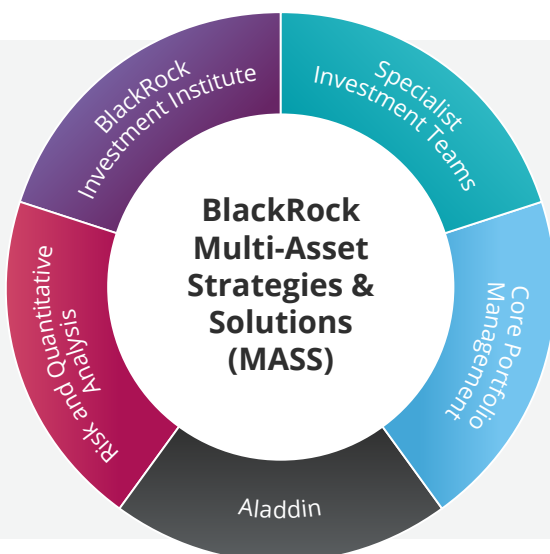 BlackRock
Investment Institute
Specialist
Investment Teams
Core Portfolio
Management
Aladdin
Risk and Quantitative
Analysis
BlackRock
Multi-Asset
Strategies &
Solutions
(MASS)